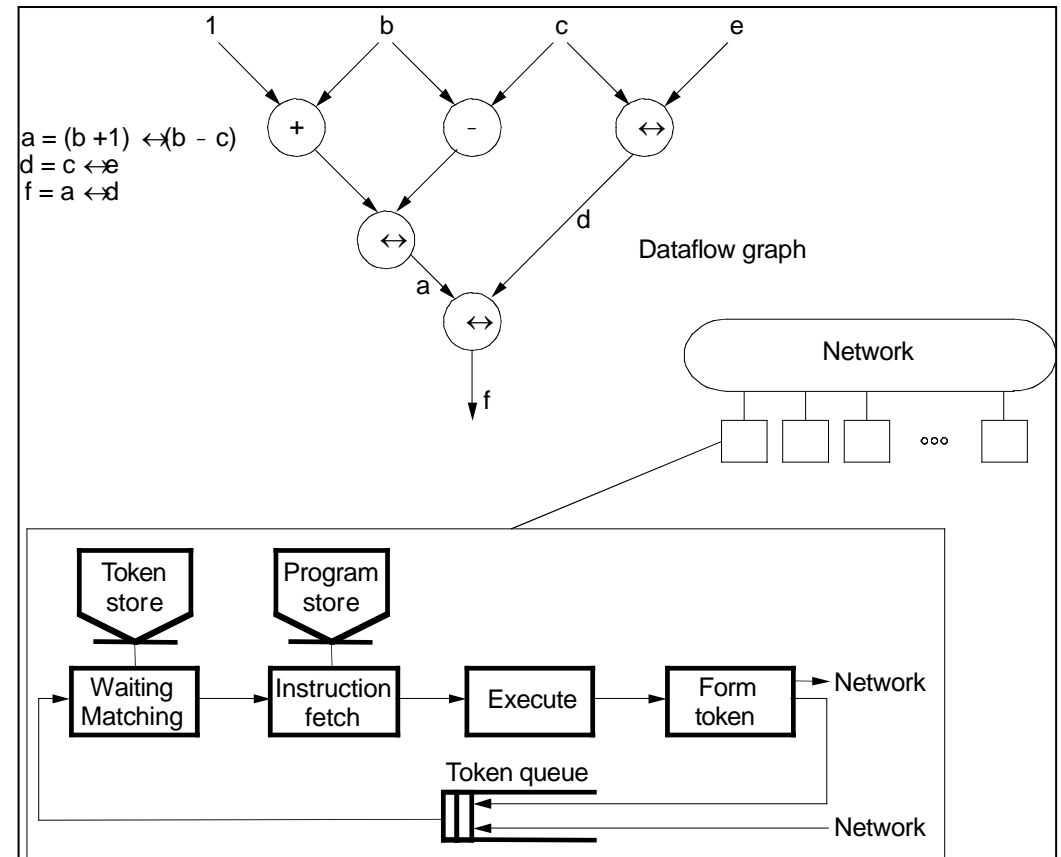 1 b c e
+ - ↔
a = (b +1) ↔(b - c)
d = c ↔e
f = a ↔d
↔
d
Dataflow graph
a
↔
Network
f
Token store
Program store
Waiting Matching
Instruction fetch
Execute
Form token
Network
Token queue
Network